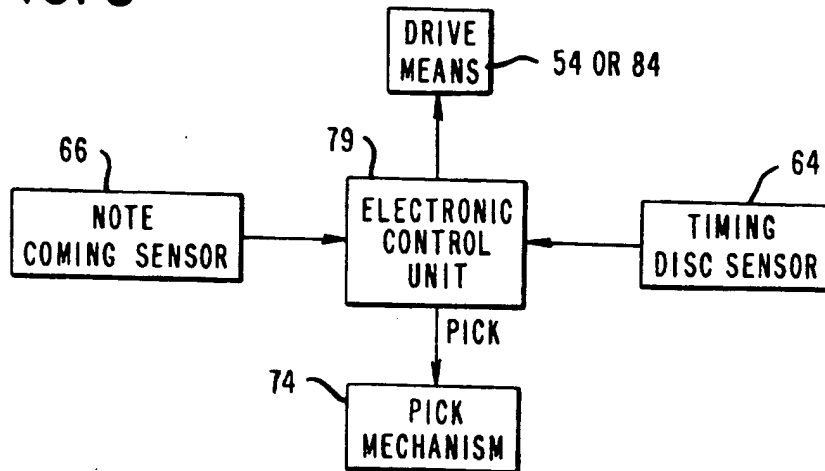 DRIVE
MEANS
54 OR 84
79
66
64
NOTE
COMING SENSOR
ELECTRONIC
CONTROL
UNIT
TIMING
DISC SENSOR
PICK
74
PICK
MECHANISM